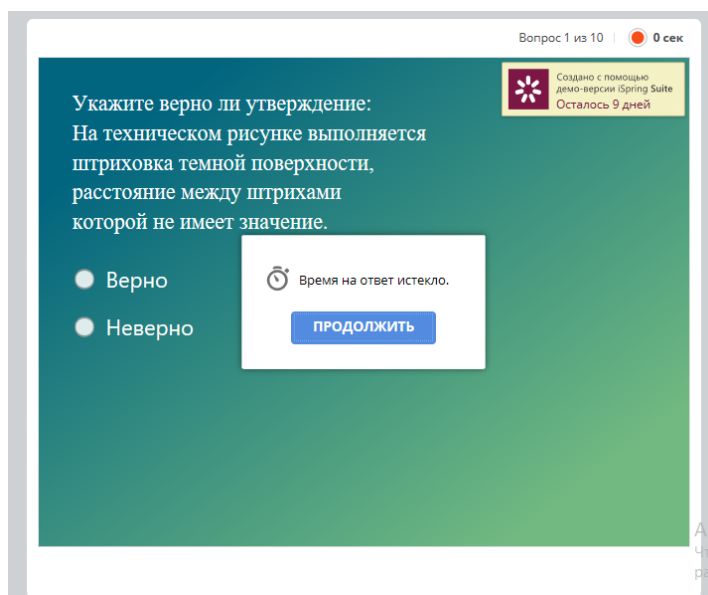 Вопрос 1 из 10
0 сек
Создано с помощью
демо-версии iSpring Suite
Осталось 9 дней
Укажите верно ли утверждение:
На техническом рисунке выполняется
штриховка темной поверхности,
расстояние между штрихами
которой не имеет значение.
Верно
Неверно
Время на ответ истекло.
ПРОДОЛЖИТЬ